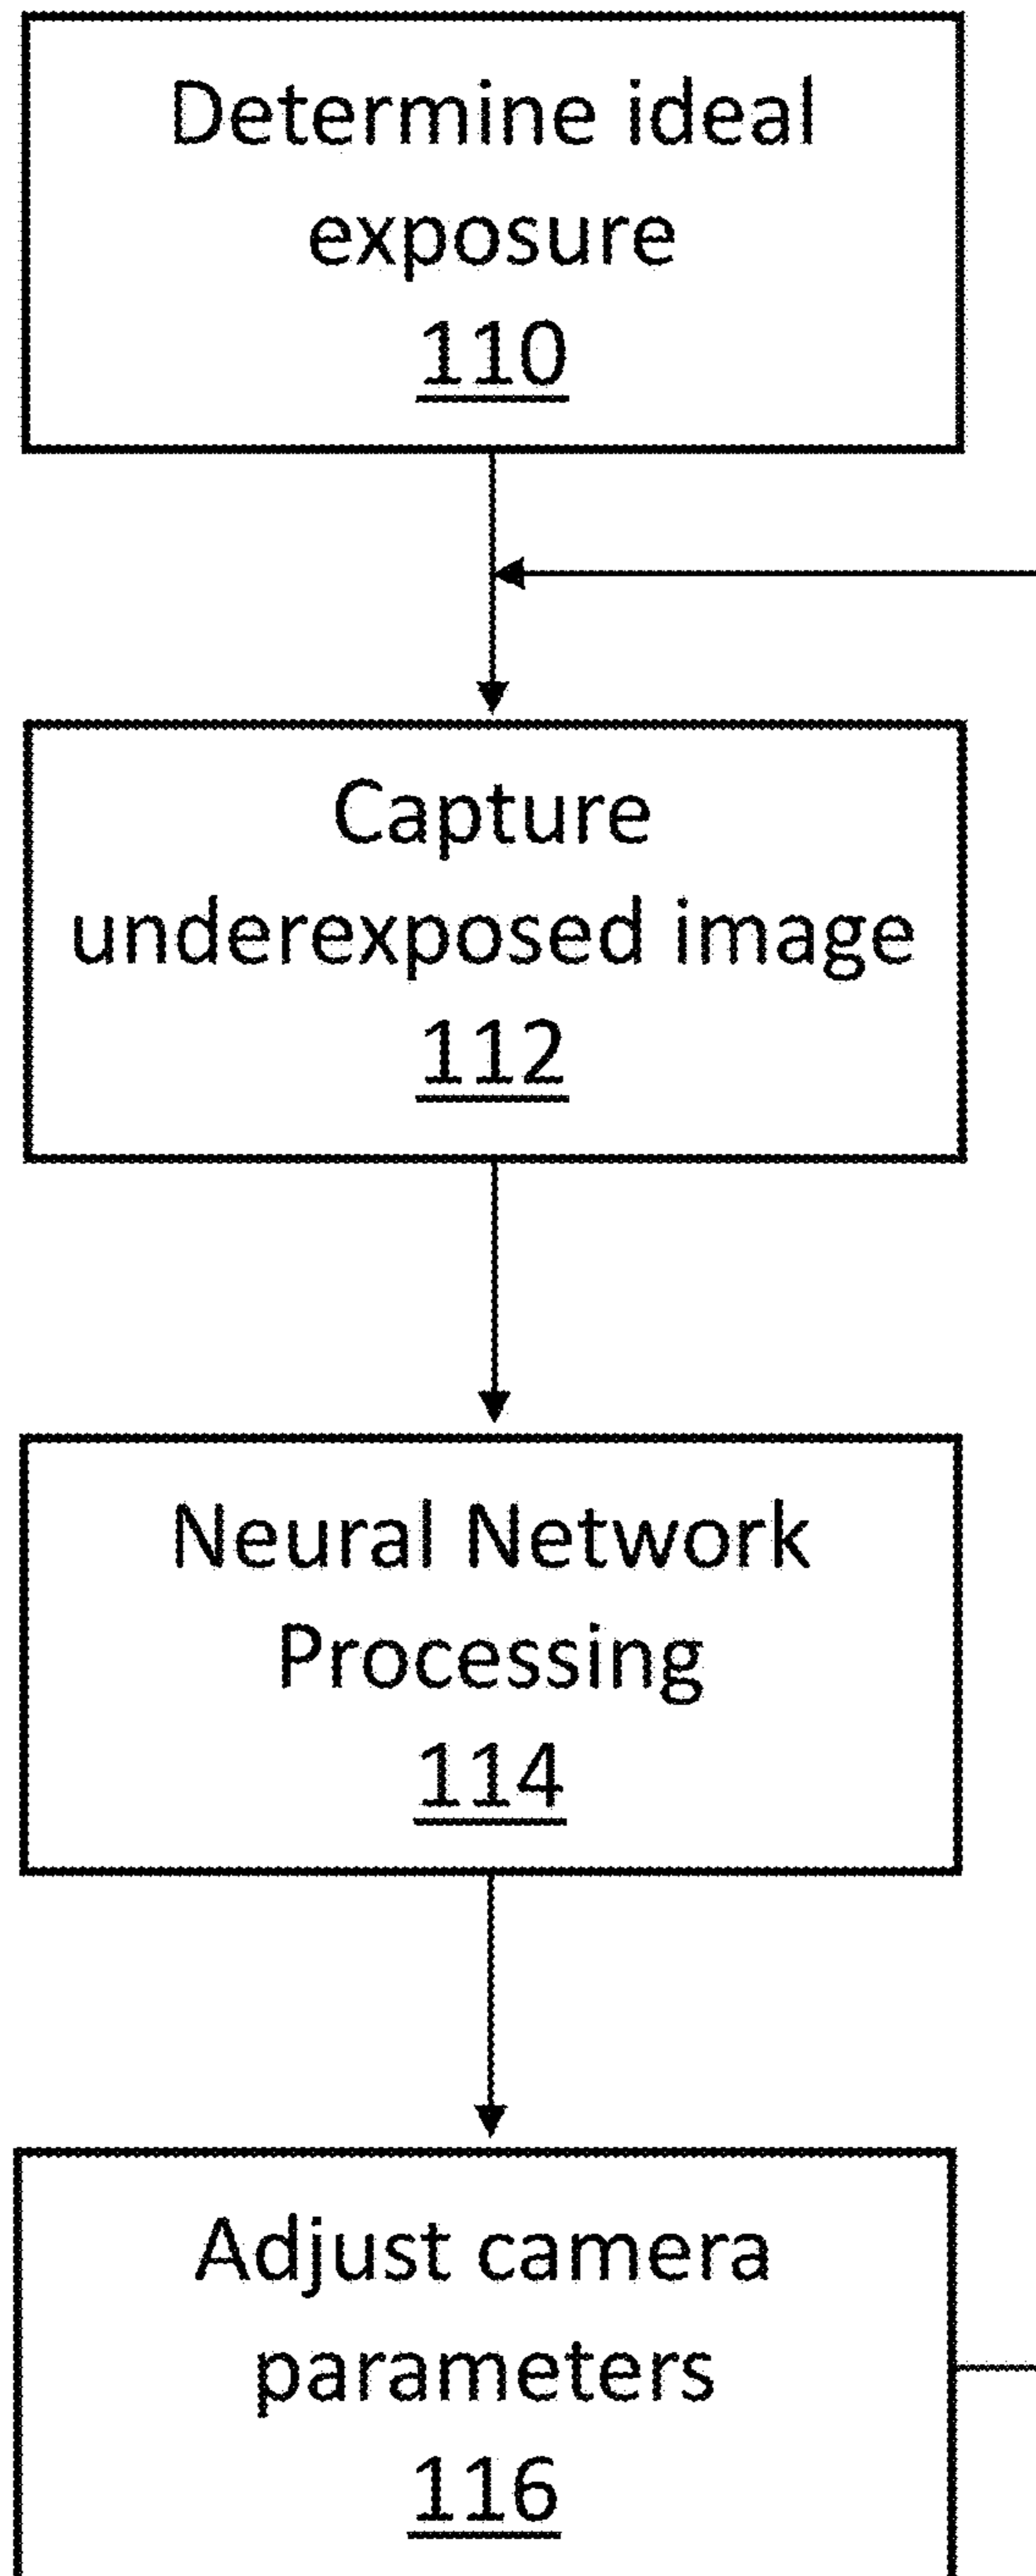 Determine ideal
exposure
110
Capture
underexposed image
112
Neural Network
Processing
114
Adjust camera
parameters
116